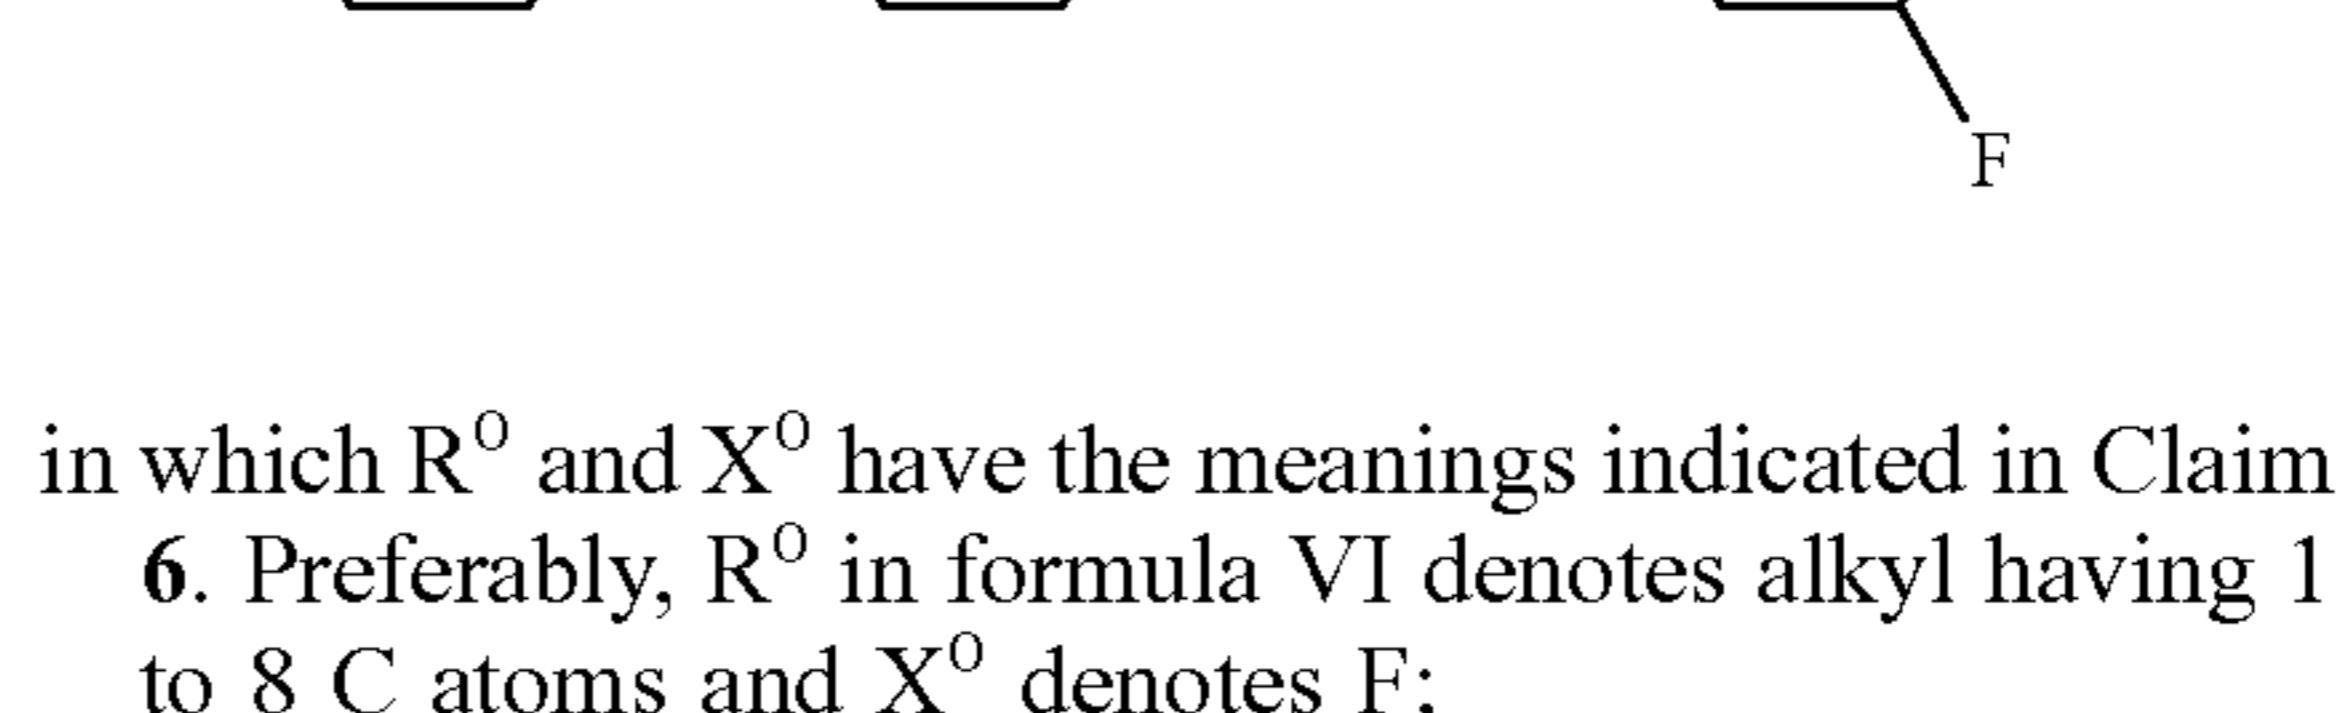 F
in which R⁰ and X⁰ have the meanings indicated in Claim
6. Preferably, R⁰ in formula VI denotes alkyl having 1
to 8 C atoms and X⁰ denotes F;